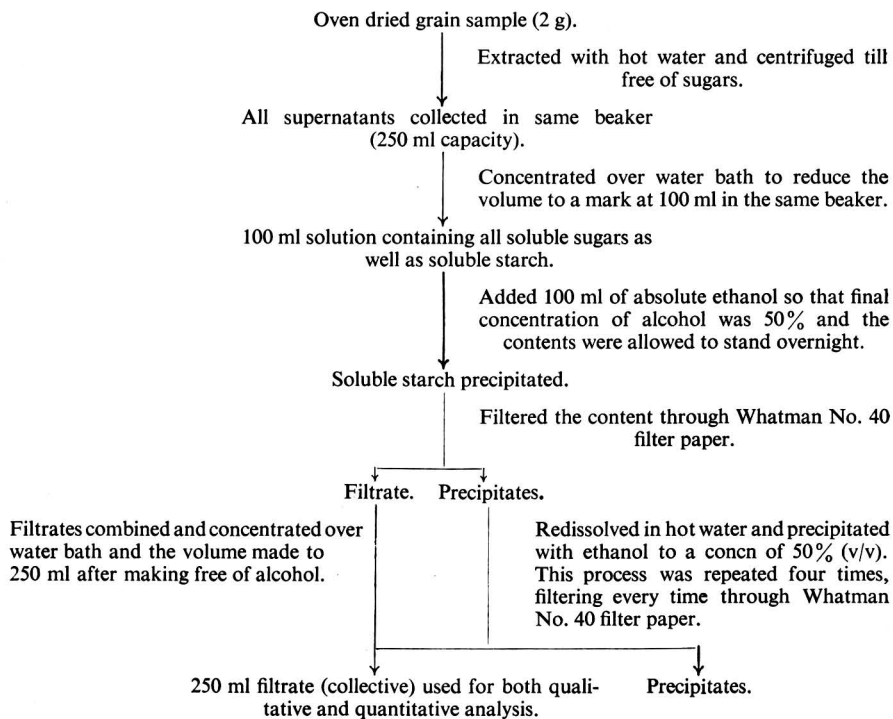 Oven dried grain sample (2 g).
Extracted with hot water and centrifuged till
free of sugars.
All supernatants collected in same beaker
(250 ml capacity).
Concentrated over water bath to reduce the
volume to a mark at 100 ml in the same beaker.
100 ml solution containing all soluble sugars as
well as soluble starch.
Added 100 ml of absolute ethanol so that final
concentration of alcohol was 50% and the
contents were allowed to stand overnight.
Soluble starch precipitated.
Filtered the content through Whatman No. 40
filter paper.
Filtrate. Precipitates.
Filtrates combined and concentrated over
water bath and the volume made to
250 ml after making free of alcohol.
Redissolved in hot water and precipitated
with ethanol to a concn of 50% (v/v).
This process was repeated four times,
filtering every time through Whatman
No. 40 filter paper.
250 ml filtrate (collective) used for both quali-
tative and quantitative analysis.
Precipitates.